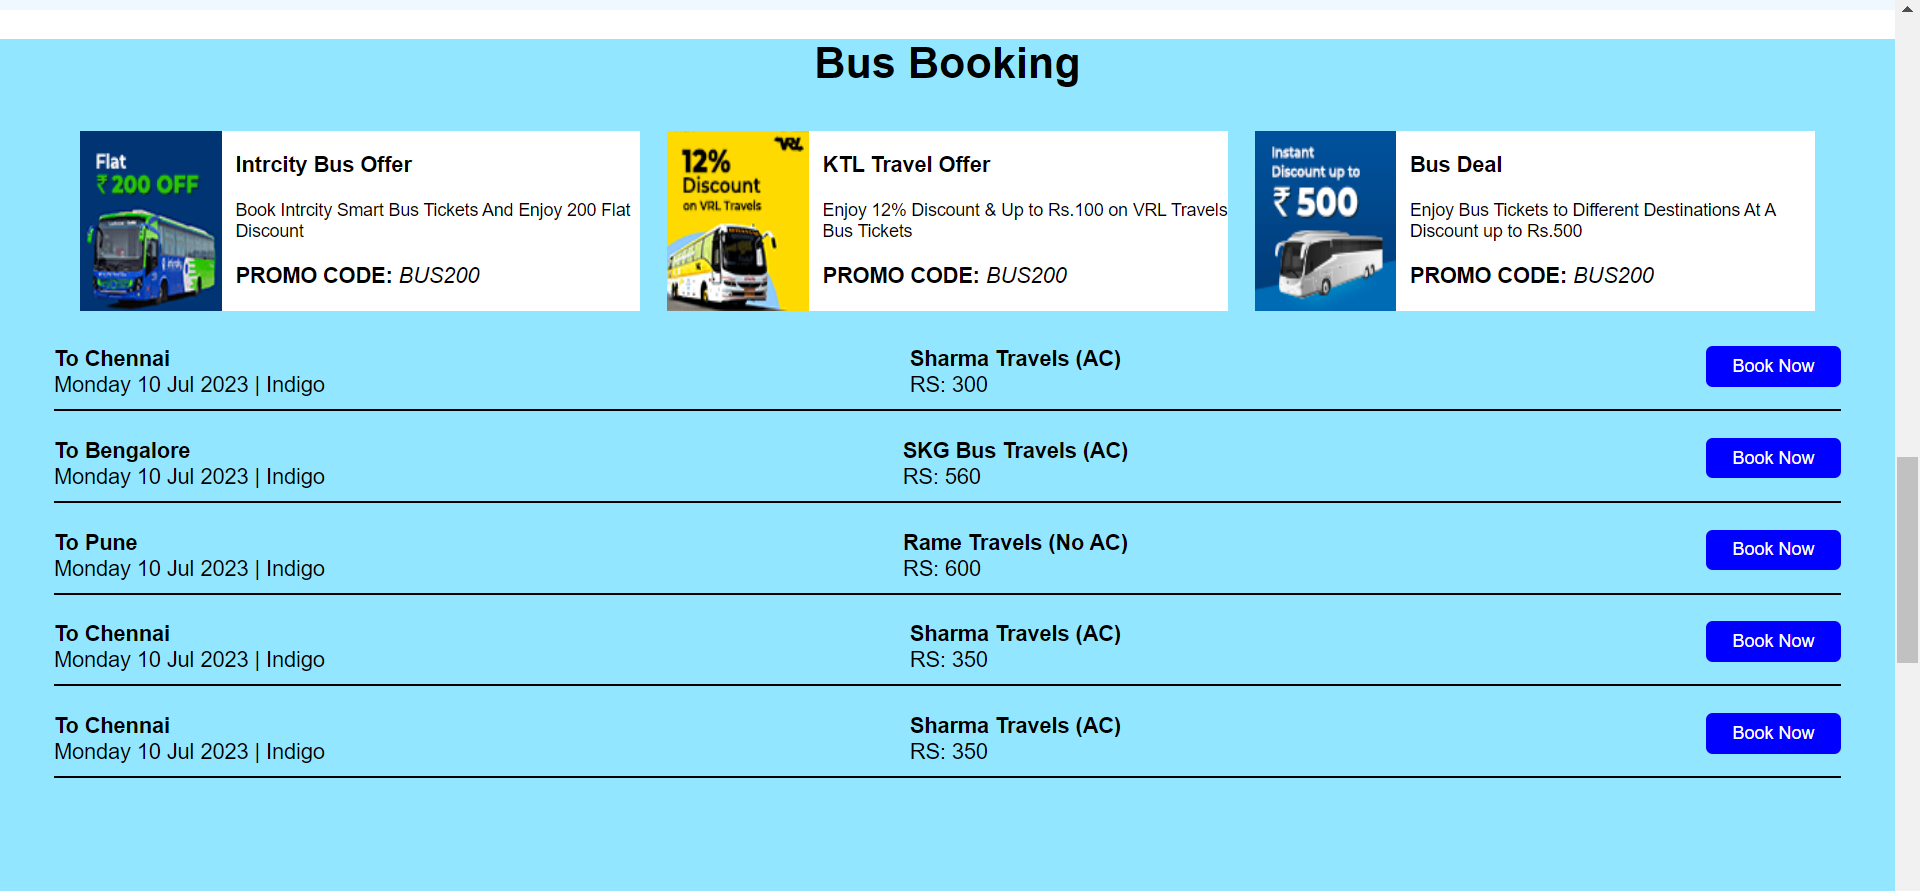 Bus Booking
Flat
₹ 200 OFF
Intrcity Bus Offer
Book Intrcity Smart Bus Tickets And Enjoy 200 Flat
Discount
PROMO CODE: BUS200
VRL
12%
Discount
on VRL Travels
KTL Travel Offer
Enjoy 12% Discount & Up to Rs.100 on VRL Travels
Bus Tickets
PROMO CODE: BUS200
Instant
Discount up to
₹ 500
Bus Deal
Enjoy Bus Tickets to Different Destinations At A
Discount up to Rs.500
PROMO CODE: BUS200
To Chennai
Monday 10 Jul 2023 | Indigo
Sharma Travels (AC)
RS: 300
Book Now
To Bengalore
Monday 10 Jul 2023 | Indigo
SKG Bus Travels (AC)
RS: 560
Book Now
To Pune
Monday 10 Jul 2023 | Indigo
Rame Travels (No AC)
RS: 600
Book Now
To Chennai
Monday 10 Jul 2023 | Indigo
Sharma Travels (AC)
RS: 350
Book Now
To Chennai
Monday 10 Jul 2023 | Indigo
Sharma Travels (AC)
RS: 350
Book Now